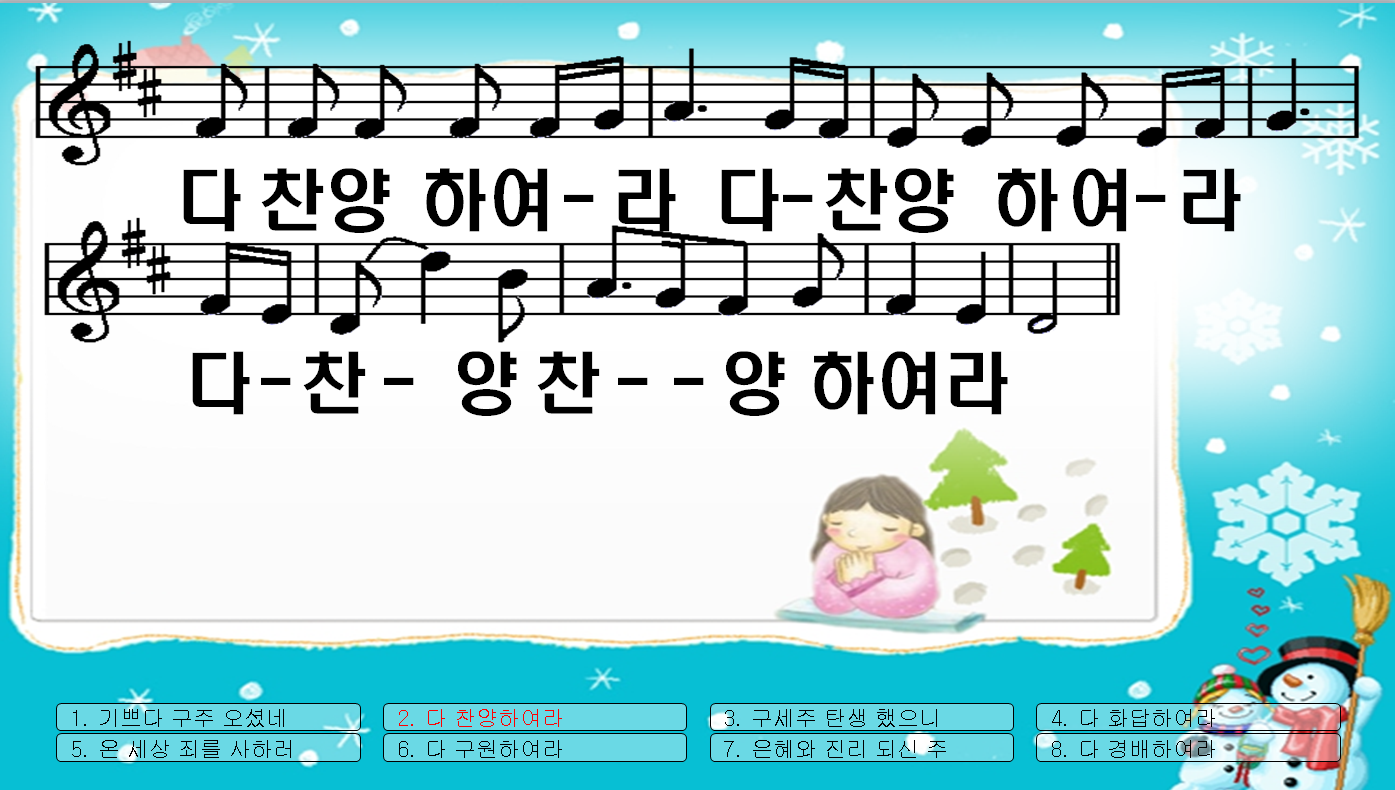 다 찬양 하여- 라 다-찬양 하여-라
다-찬- 양 찬--양 하여라
1. 기쁘다 구주 오셨네
2. 다 찬양하여라
3. 구세주 탄생 했으니
4. 다 화답하여라
5. 온 세상 죄를 사하러
6. 다 구원하여라
7. 은혜와 진리 되신 주
8. 다 경배하여라